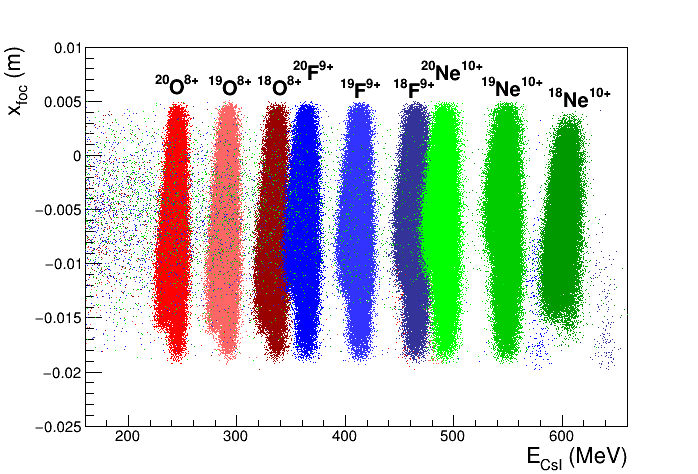 x_foc (m)
0.01
0.005
0
−0.005
−0.01
−0.015
−0.02
−0.025
²⁰O⁸⁺ ¹⁹O⁸⁺ ¹⁸O⁸⁺ ²⁰F⁹⁺ ¹⁹F⁹⁺ ¹⁸F⁹⁺ ²⁰Ne¹⁰⁺ ¹⁹Ne¹⁰⁺ ¹⁸Ne¹⁰⁺
200 300 400 500 600
E_CsI (MeV)